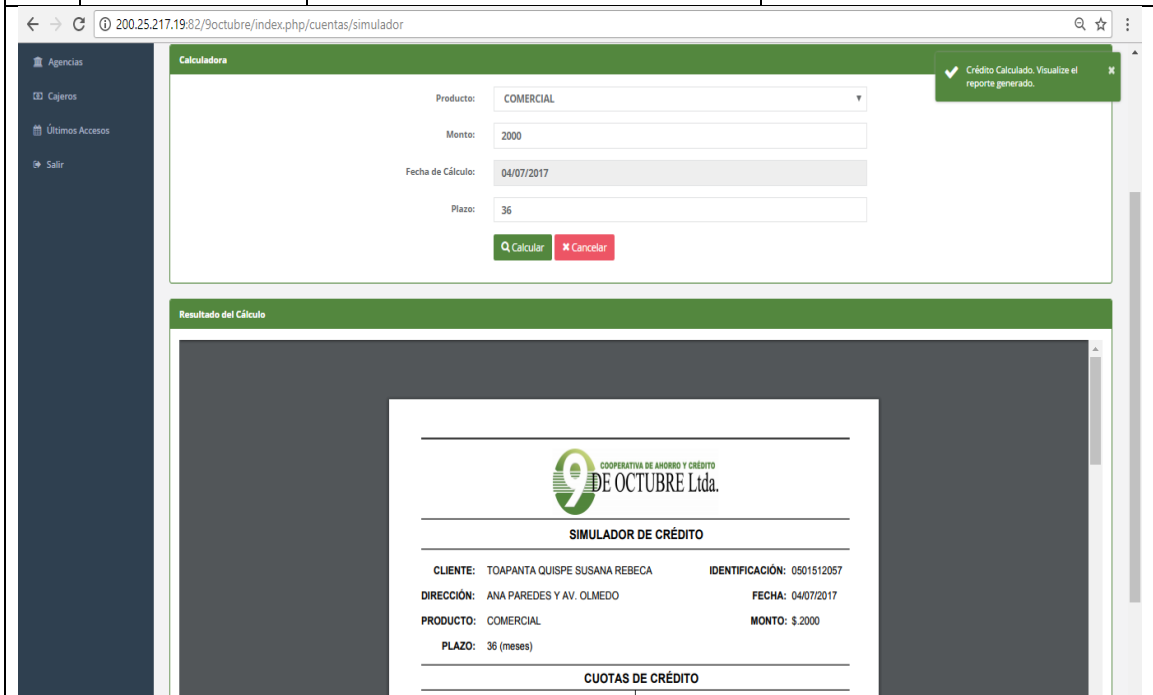 200.25.217.19:82/9octubre/index.php/cuentas/simulador
Agencias
Cajeros
Últimos Accesos
Salir
Calculadora
Crédito Calculado. Visualize el
reporte generado.
Producto: COMERCIAL
Monto: 2000
Fecha de Cálculo: 04/07/2017
Plazo: 36
Calcular Cancelar
Resultado del Cálculo
9
COOPERATIVA DE AHORRO Y CRÉDITO
DE OCTUBRE Ltda.
SIMULADOR DE CRÉDITO
CLIENTE: TOAPANTA QUISPE SUSANA REBECA IDENTIFICACIÓN: 0501512057
DIRECCIÓN: ANA PAREDES Y AV. OLMEDO FECHA: 04/07/2017
PRODUCTO: COMERCIAL MONTO: $.2000
PLAZO: 36 (meses)
CUOTAS DE CRÉDITO